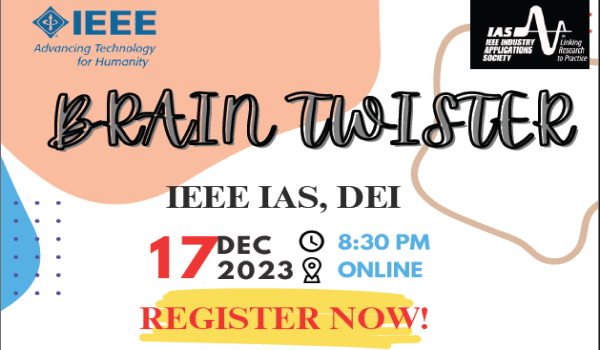 IEEE
Advancing Technology
for Humanity
IAS
IEEE INDUSTRY
APPLICATIONS
SOCIETY
Linking
Research
to Practice
BRAIN TWISTER
IEEE IAS, DEI
17 DEC 2023
8:30 PM
ONLINE
REGISTER NOW!